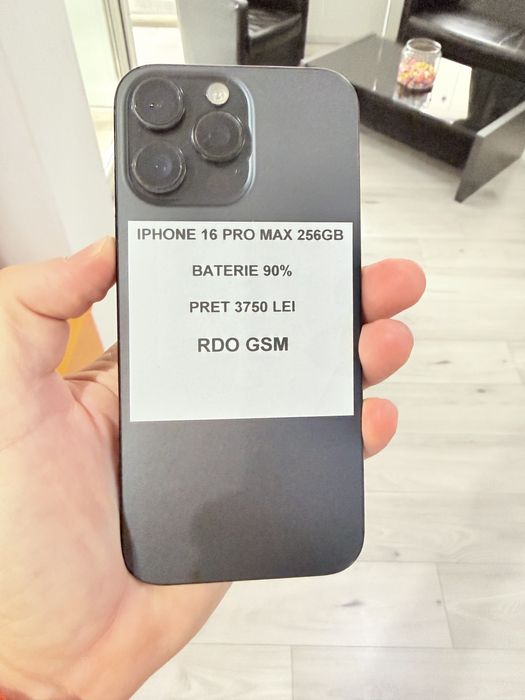 IPHONE 16 PRO MAX 256GB
BATERIE 90%
PRET 3750 LEI
RDO GSM